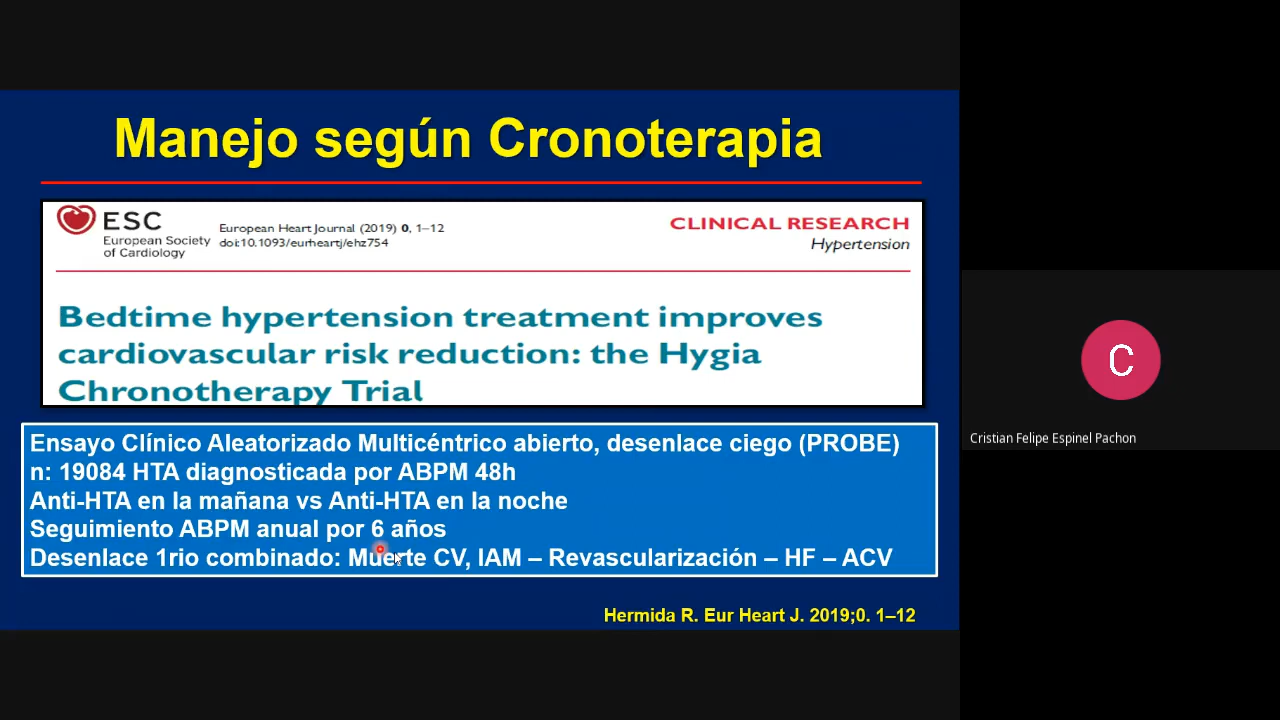 Manejo según Cronoterapia
ESC
European Society
of Cardiology
European Heart Journal (2019) 0, 1–12
doi:10.1093/eurheartj/ehz754
CLINICAL RESEARCH
Hypertension
Bedtime hypertension treatment improves
cardiovascular risk reduction: the Hygia
Chronotherapy Trial
Ensayo Clínico Aleatorizado Multicéntrico abierto, desenlace ciego (PROBE)
n: 19084 HTA diagnosticada por ABPM 48h
Anti-HTA en la mañana vs Anti-HTA en la noche
Seguimiento ABPM anual por 6 años
Desenlace 1rio combinado: Muerte CV, IAM – Revascularización – HF – ACV
Hermida R. Eur Heart J. 2019;0. 1–12
C
Cristian Felipe Espinel Pachon